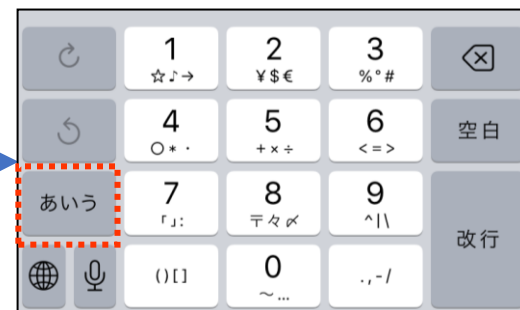 1 2 3
☆♪→ ¥$€ %°#
4 5 6 空白
○*・ +×÷ <=>
あいう 7 8 9
「」: 〒々〆 ^|\
改行
()[] 0 .,-/
～…